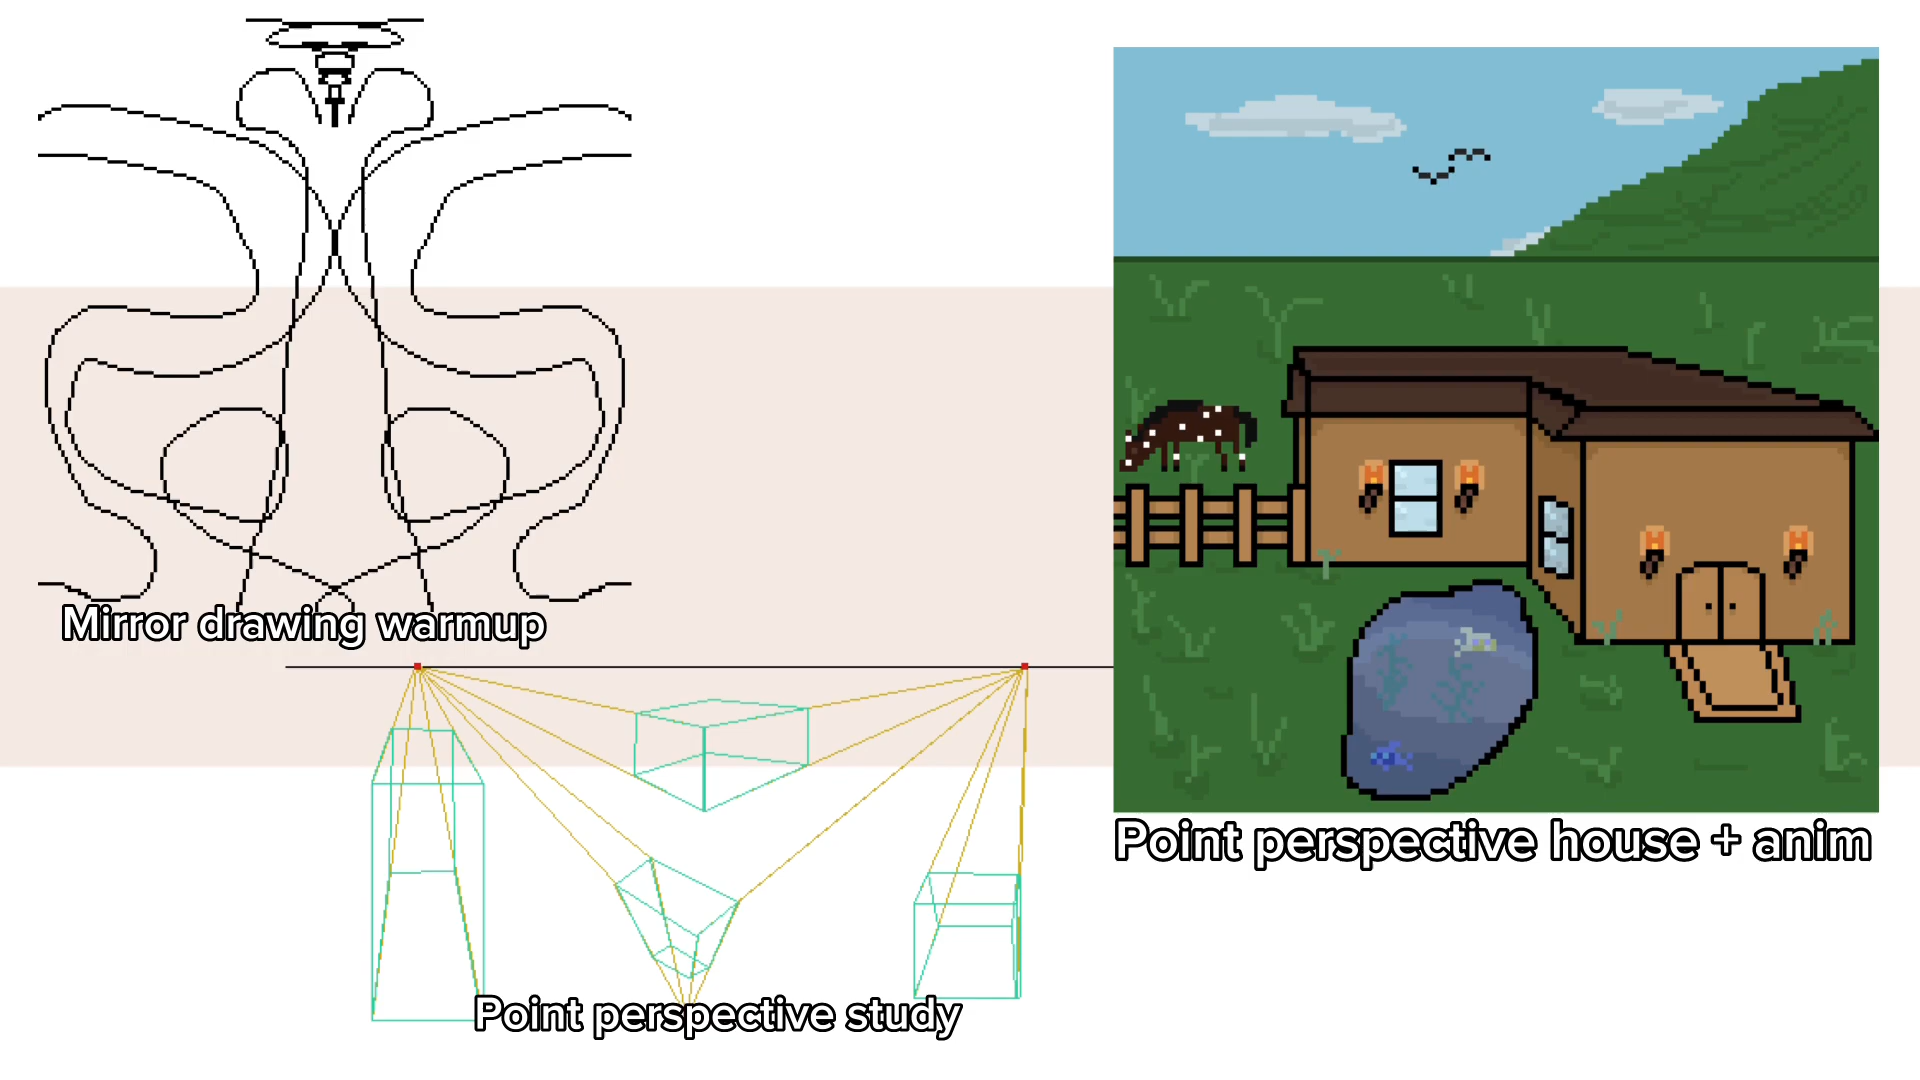 Mirror drawing warmup
Point perspective house + anim
Point perspective study